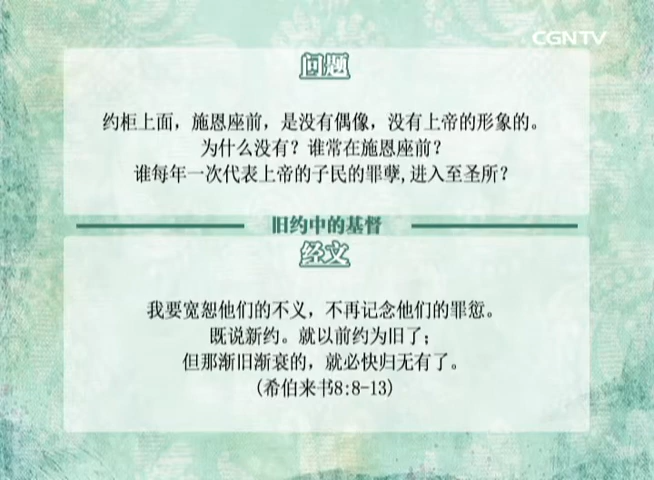 CGNTV
问题
约柜上面，施恩座前，是没有偶像，没有上帝的形象的。
为什么没有？谁常在施恩座前？
谁每年一次代表上帝的子民的罪孽,进入至圣所？
旧约中的基督
经文
我要宽恕他们的不义，不再记念他们的罪愆。
既说新约。就以前约为旧了；
但那渐旧渐衰的，就必快归无有了。
(希伯来书8:8-13)